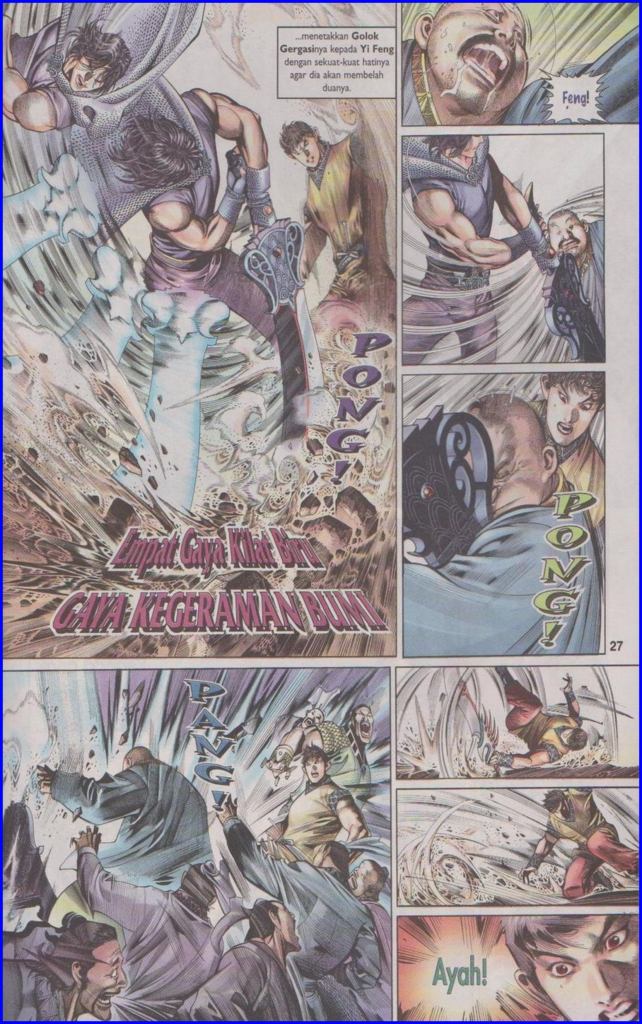 ...menetakkan Golok
Gergasinya kepada Yi Feng
dengan sekuat-kuat hatinya
agar dia akan membelah
duanya.
Feng!
PONG!
Empat Gaya Kilat Biru
GAYA KEGERAMAN BUMI
PONG!
27
PANG!
Ayah!